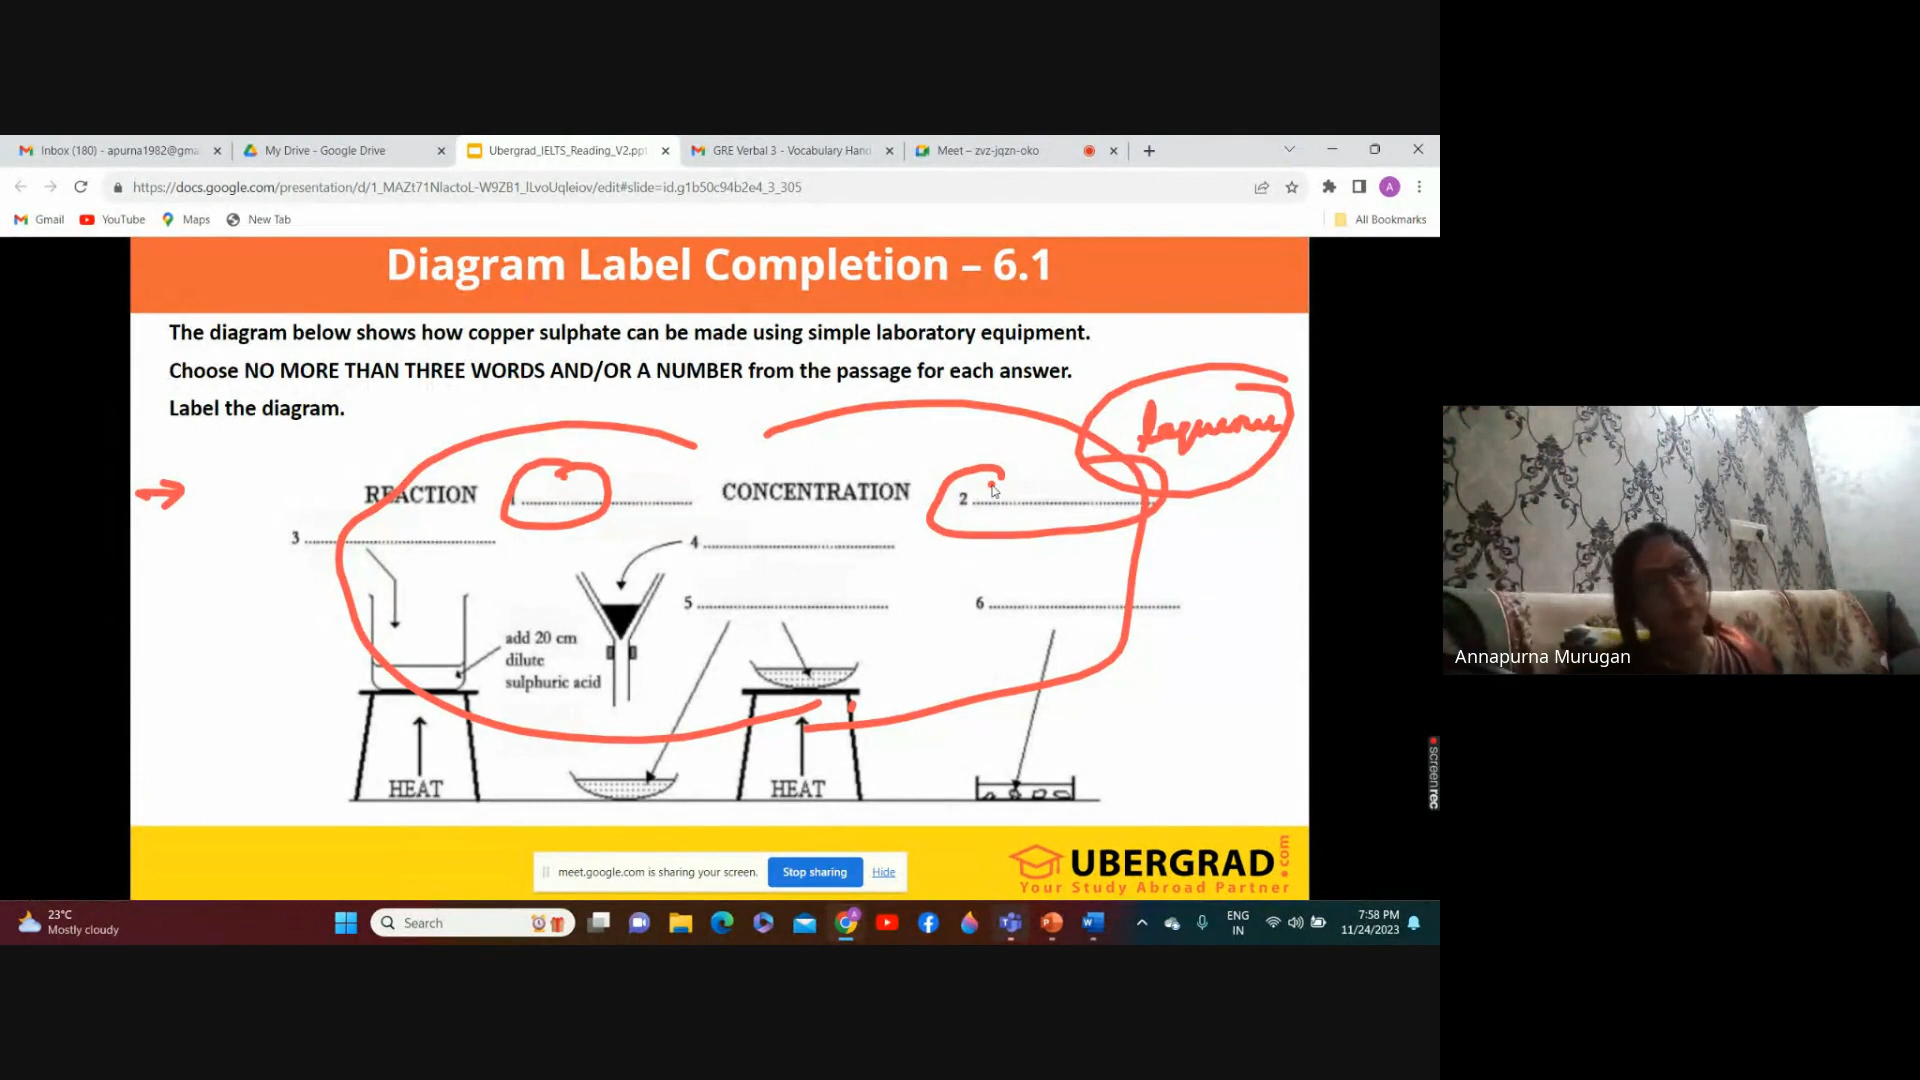 Inbox (180) - apurna1982@gma
My Drive - Google Drive
Ubergrad_IELTS_Reading_V2.ppt
GRE Verbal 3 - Vocabulary Hand
Meet – zvz-jqzn-oko
https://docs.google.com/presentation/d/1_MAZt71NlactoL-W9ZB1_lLvoUqleiov/edit#slide=id.g1b50c94b2e4_3_305
A
Gmail
YouTube
Maps
New Tab
All Bookmarks
Diagram Label Completion – 6.1
The diagram below shows how copper sulphate can be made using simple laboratory equipment.
Choose NO MORE THAN THREE WORDS AND/OR A NUMBER from the passage for each answer.
Label the diagram.
REACTION
1
CONCENTRATION
2
3
4
5
6
add 20 cm
dilute
sulphuric acid
HEAT
HEAT
UBERGRAD.com
Your Study Abroad Partner
meet.google.com is sharing your screen.
Stop sharing
Hide
Annapurna Murugan
screenrec
23°C
Mostly cloudy
Search
ENG
IN
7:58 PM
11/24/2023